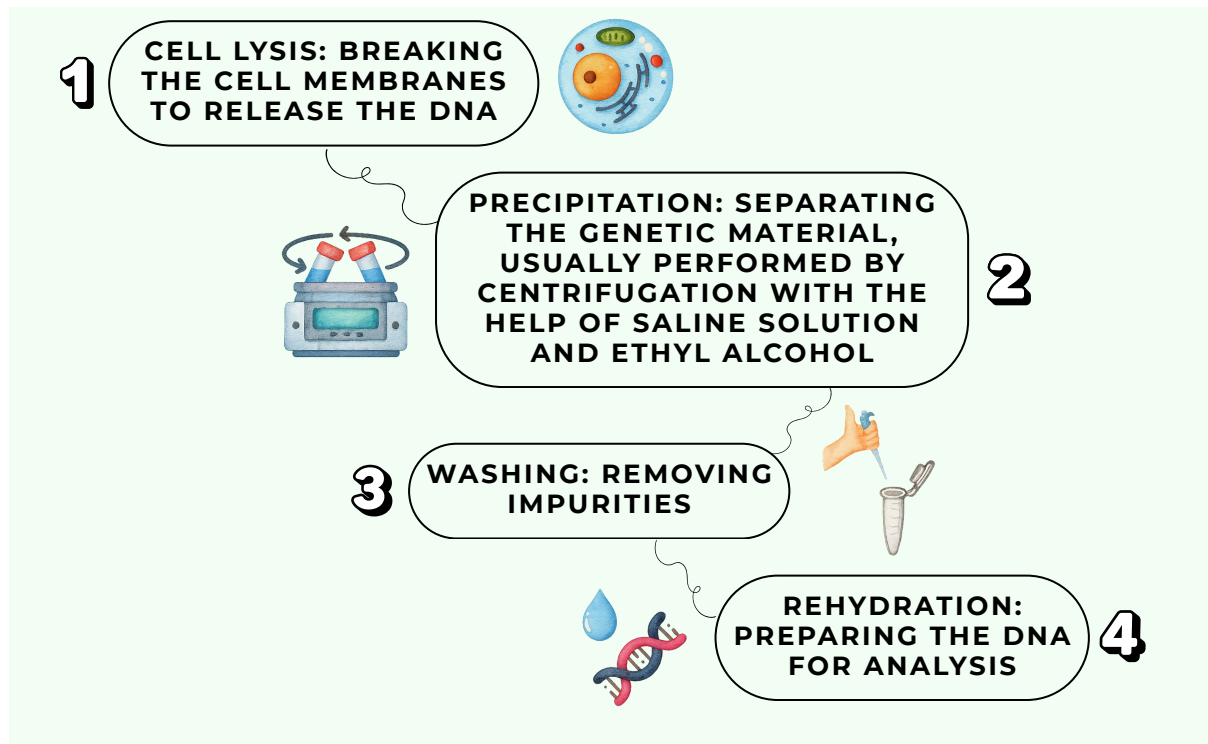 1
CELL LYSIS: BREAKING
THE CELL MEMBRANES
TO RELEASE THE DNA
PRECIPITATION: SEPARATING
THE GENETIC MATERIAL,
USUALLY PERFORMED BY
CENTRIFUGATION WITH THE
HELP OF SALINE SOLUTION
AND ETHYL ALCOHOL
2
3
WASHING: REMOVING
IMPURITIES
REHYDRATION:
PREPARING THE DNA
FOR ANALYSIS
4